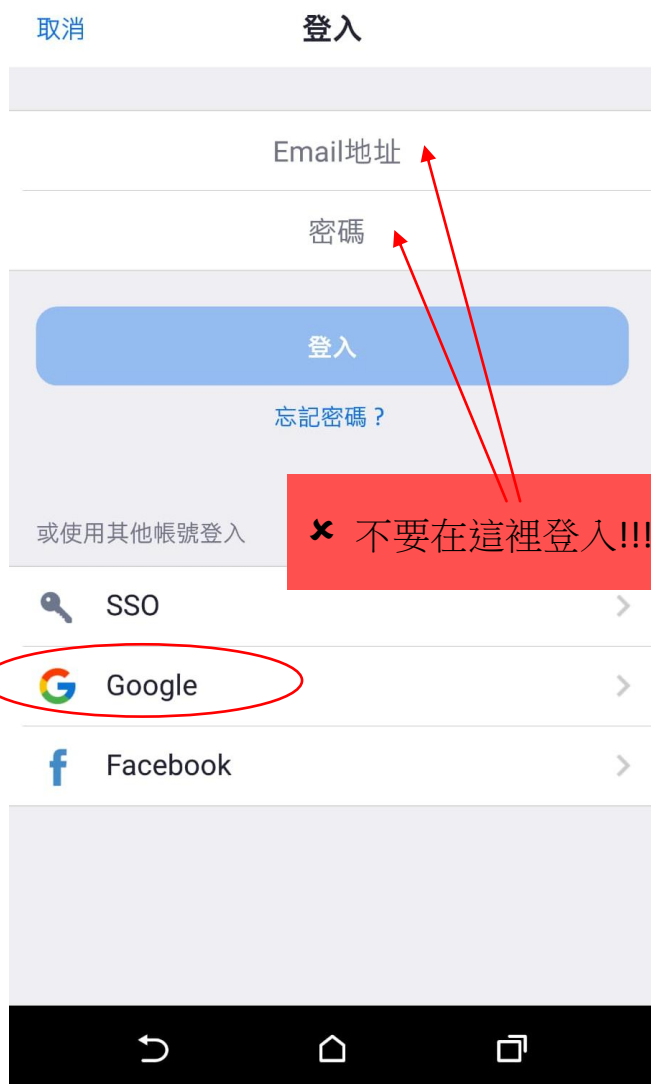 取消
登入
Email地址
密碼
登入
忘記密碼？
或使用其他帳號登入
✘ 不要在這裡登入!!!
SSO
Google
Facebook